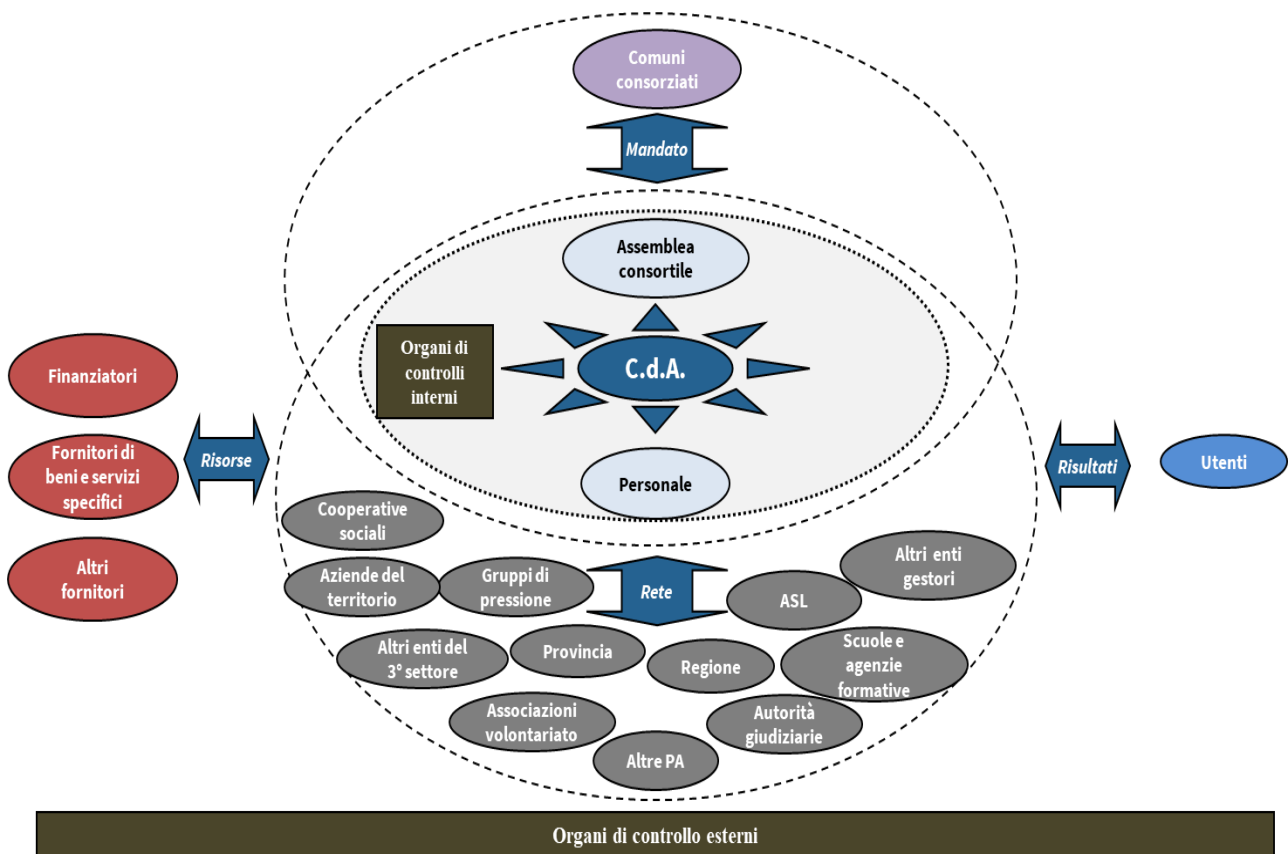 Comuni
consorziati
Mandato
Assemblea
consortile
Organi di
controlli
interni
C.d.A.
Personale
Finanziatori
Fornitori di
beni e servizi
specifici
Altri
fornitori
Risorse
Risultati
Utenti
Cooperative
sociali
Aziende del
territorio
Gruppi di
pressione
Rete
ASL
Altri enti
gestori
Altri enti del
3° settore
Provincia
Regione
Scuole e
agenzie
formative
Associazioni
volontariato
Altre PA
Autorità
giudiziarie
Organi di controllo esterni